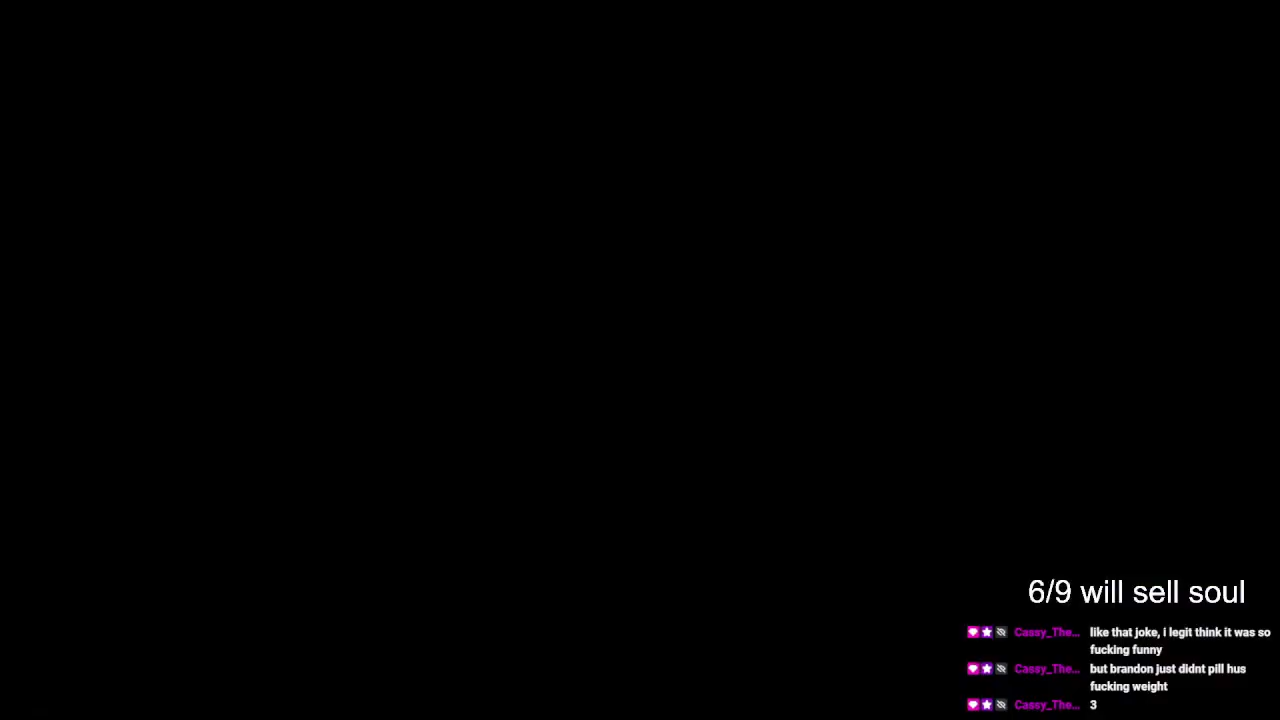 6/9 will sell soul
Cassy_The... like that joke, i legit think it was so
fucking funny
Cassy_The... but brandon just didnt pill hus
fucking weight
Cassy_The... 3